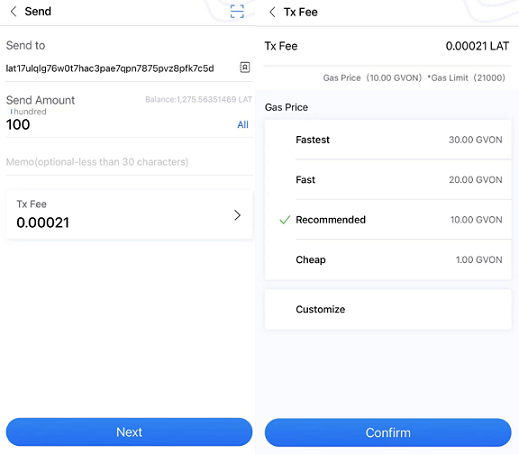 Send
Send to
lat17ulqlg76w0t7hac3pae7qpn7875pvz8pfk7c5d
Send Amount
Balance:1,275.56351469 LAT
hundred
100
All
Memo(optional-less than 30 characters)
Tx Fee
0.00021
Next
Tx Fee
Tx Fee 0.00021 LAT
Gas Price（10.00 GVON）*Gas Limit（21000）
Gas Price
Fastest 30.00 GVON
Fast 20.00 GVON
Recommended 10.00 GVON
Cheap 1.00 GVON
Customize
Confirm